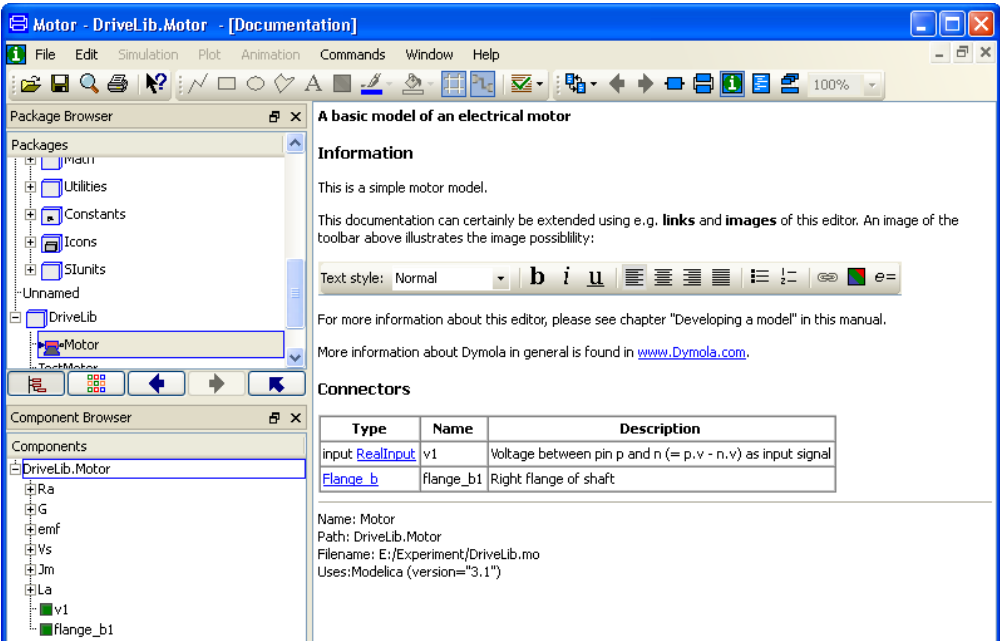 Motor - DriveLib.Motor - [Documentation]
File Edit Simulation Plot Animation Commands Window Help
100%
Package Browser
Packages
Math
Utilities
Constants
Icons
SIunits
Unnamed
DriveLib
Motor
TestMotor
Component Browser
Components
DriveLib.Motor
Ra
G
emf
Vs
Jm
La
v1
flange_b1
A basic model of an electrical motor
Information
This is a simple motor model.
This documentation can certainly be extended using e.g. links and images of this editor. An image of the
toolbar above illustrates the image possiblility:
Text style: Normal b i u e=
For more information about this editor, please see chapter "Developing a model" in this manual.
More information about Dymola in general is found in www.Dymola.com.
Connectors
Type Name Description
input RealInput v1 Voltage between pin p and n (= p.v - n.v) as input signal
Flange_b flange_b1 Right flange of shaft
Name: Motor
Path: DriveLib.Motor
Filename: E:/Experiment/DriveLib.mo
Uses:Modelica (version="3.1")